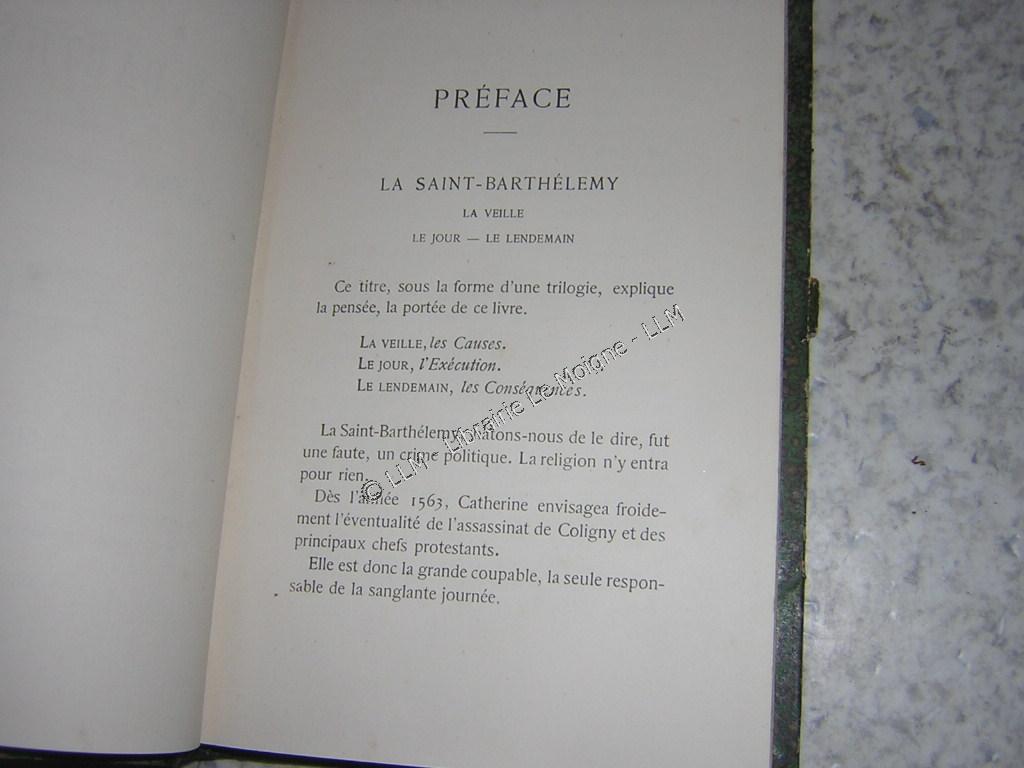 PRÉFACE
LA SAINT-BARTHÉLEMY
LA VEILLE
LE JOUR — LE LENDEMAIN
Ce titre, sous la forme d'une trilogie, explique
la pensée, la portée de ce livre.
LA VEILLE, les Causes.
LE JOUR, l'Exécution.
LE LENDEMAIN, les Conséquences.
La Saint-Barthélemy, hâtons-nous de le dire, fut
une faute, un crime politique. La religion n'y entra
pour rien.
Dès l'année 1563, Catherine envisagea froide-
ment l'éventualité de l'assassinat de Coligny et des
principaux chefs protestants.
Elle est donc la grande coupable, la seule respon-
sable de la sanglante journée.
© LLM - Librairie Le Moigne - LLM